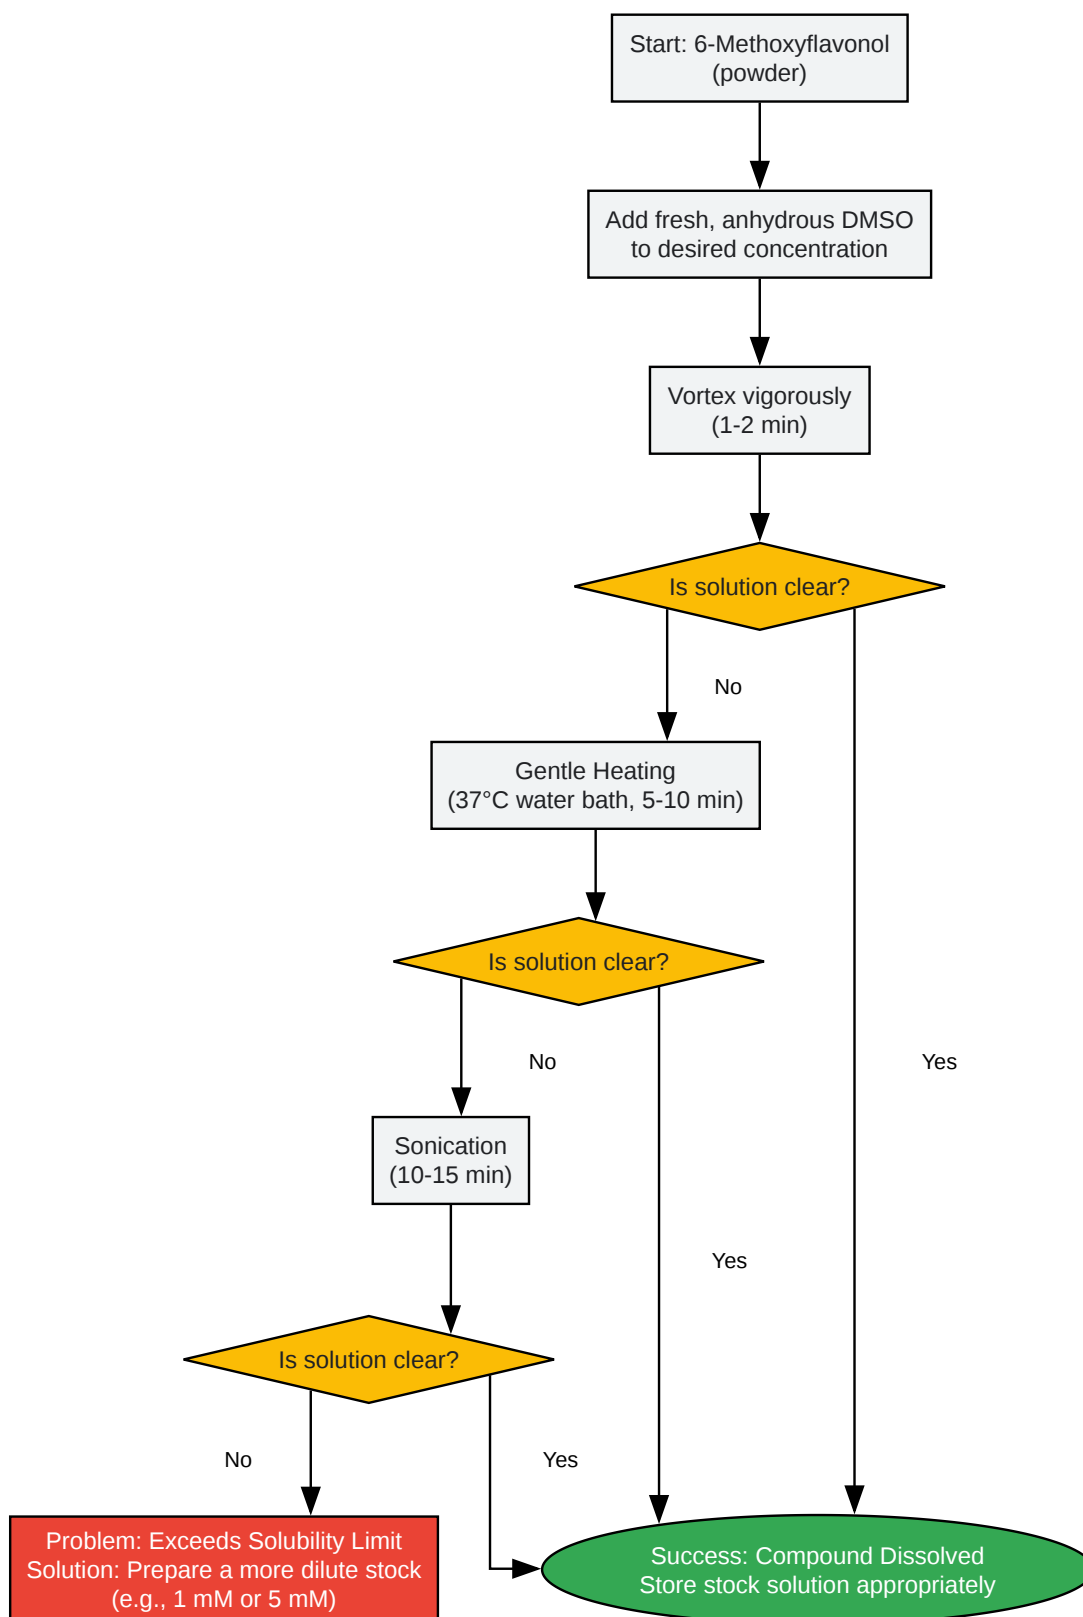 Start: 6-Methoxyflavonol
(powder)
Add fresh, anhydrous DMSO
to desired concentration
Vortex vigorously
(1-2 min)
Is solution clear?
No
Gentle Heating
(37°C water bath, 5-10 min)
Is solution clear?
No
Yes
Sonication
(10-15 min)
Yes
Is solution clear?
No
Yes
Problem: Exceeds Solubility Limit
Solution: Prepare a more dilute stock
(e.g., 1 mM or 5 mM)
Success: Compound Dissolved
Store stock solution appropriately